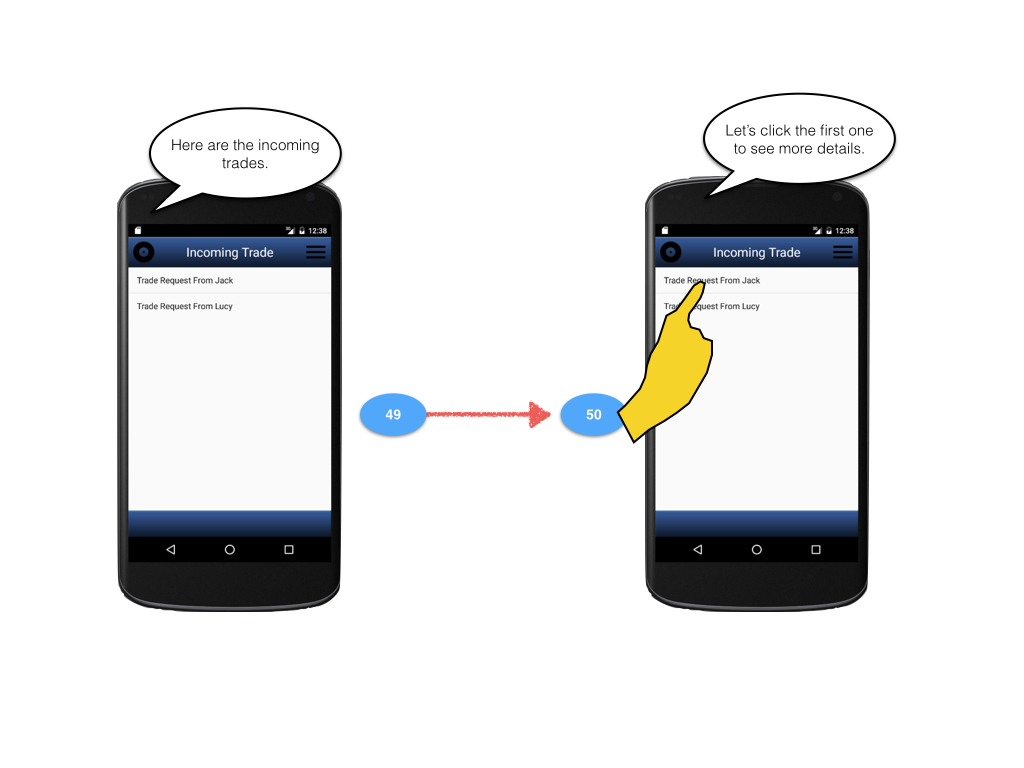 Here are the incoming
trades.
12:38
Incoming Trade
Trade Request From Jack
Trade Request From Lucy
49
50
Let's click the first one
to see more details.
12:38
Incoming Trade
Trade Request From Jack
Tra quest From Lucy